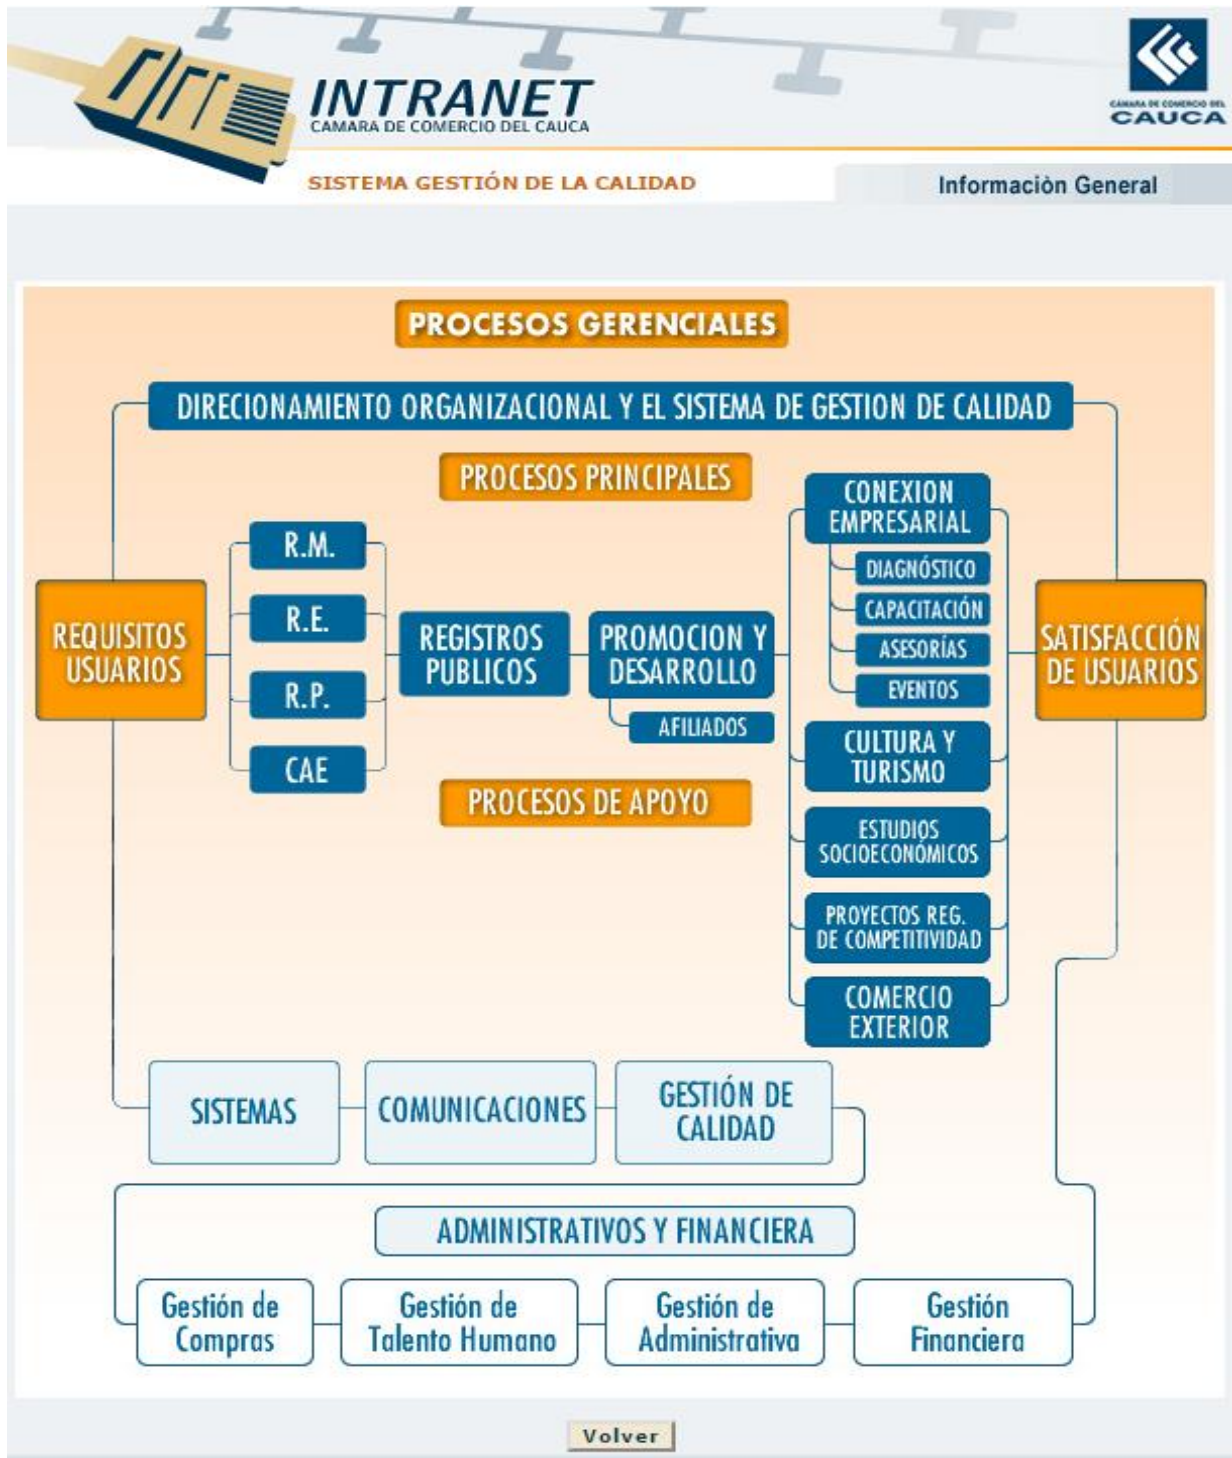 INTRANET
CAMARA DE COMERCIO DEL CAUCA
CÁMARA DE COMERCIO DEL
CAUCA
SISTEMA GESTIÓN DE LA CALIDAD
Informaciòn General
PROCESOS GERENCIALES
DIRECIONAMIENTO ORGANIZACIONAL Y EL SISTEMA DE GESTION DE CALIDAD
PROCESOS PRINCIPALES
REQUISITOS
USUARIOS
R.M.
R.E.
R.P.
CAE
REGISTROS
PUBLICOS
PROMOCION Y
DESARROLLO
AFILIADOS
CONEXION
EMPRESARIAL
DIAGNÓSTICO
CAPACITACIÓN
ASESORÍAS
EVENTOS
CULTURA Y
TURISMO
ESTUDIOS
SOCIOECONÓMICOS
PROYECTOS REG.
DE COMPETITIVIDAD
COMERCIO
EXTERIOR
SATISFACCIÓN
DE USUARIOS
PROCESOS DE APOYO
SISTEMAS
COMUNICACIONES
GESTIÓN DE
CALIDAD
ADMINISTRATIVOS Y FINANCIERA
Gestión de
Compras
Gestión de
Talento Humano
Gestión de
Administrativa
Gestión
Financiera
Volver